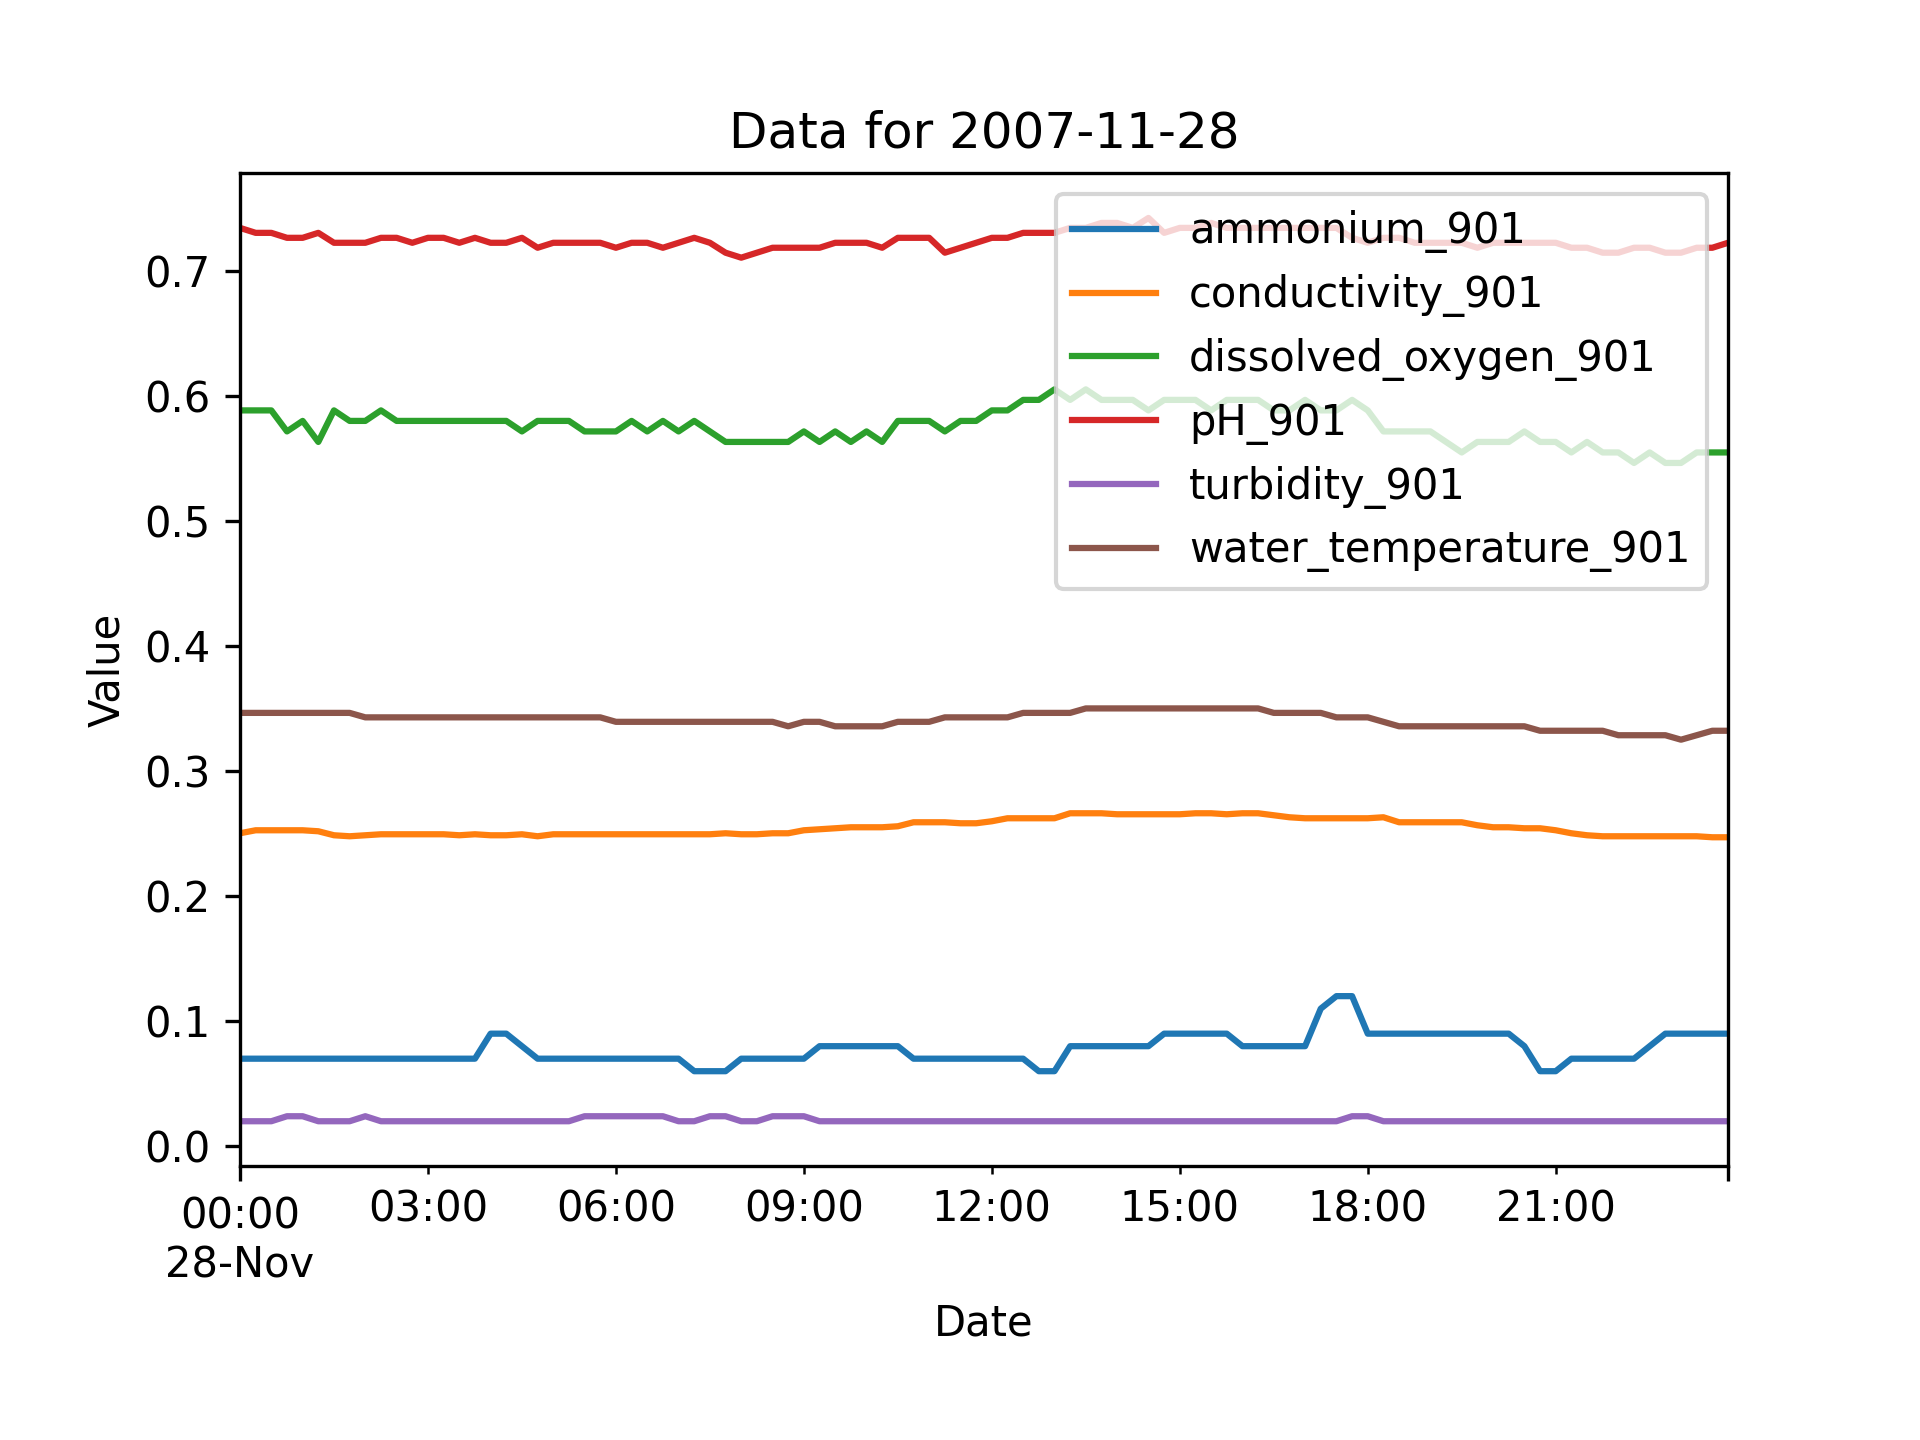 Data for 2007-11-28
ammonium_901
conductivity_901
dissolved_oxygen_901
pH_901
turbidity_901
water_temperature_901
Value
0.7
0.6
0.5
0.4
0.3
0.2
0.1
0.0
00:00 03:00 06:00 09:00 12:00 15:00 18:00 21:00
28-Nov
Date